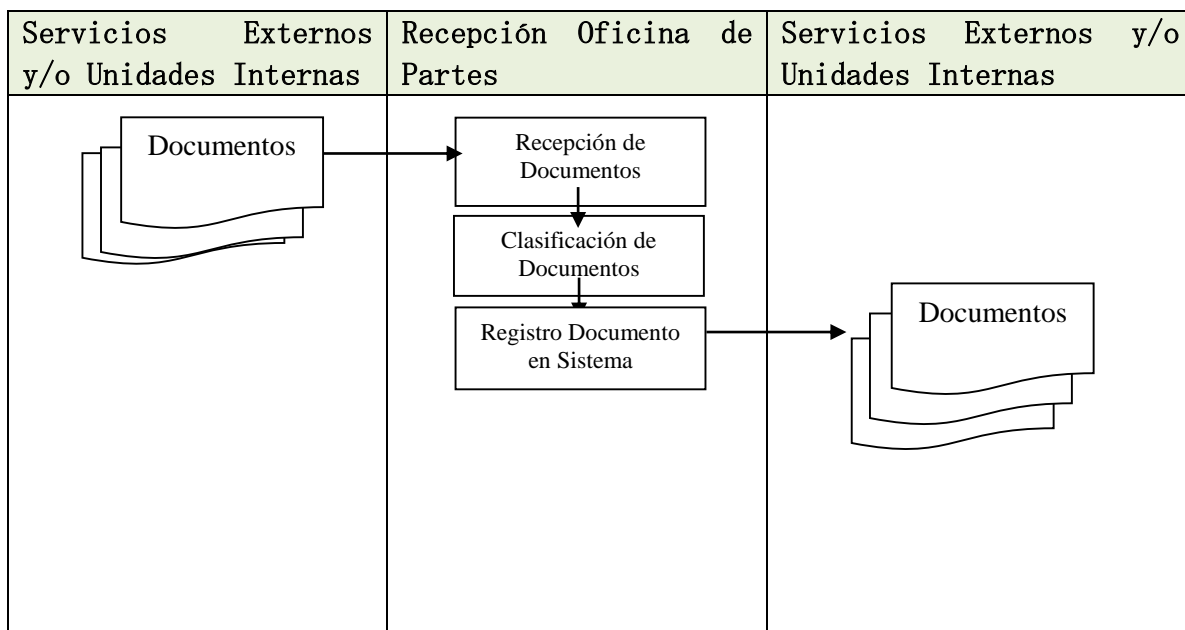 Servicios Externos
y/o Unidades Internas
Recepción Oficina de
Partes
Servicios Externos y/o
Unidades Internas
Documentos
Recepción de
Documentos
Clasificación de
Documentos
Registro Documento
en Sistema
Documentos